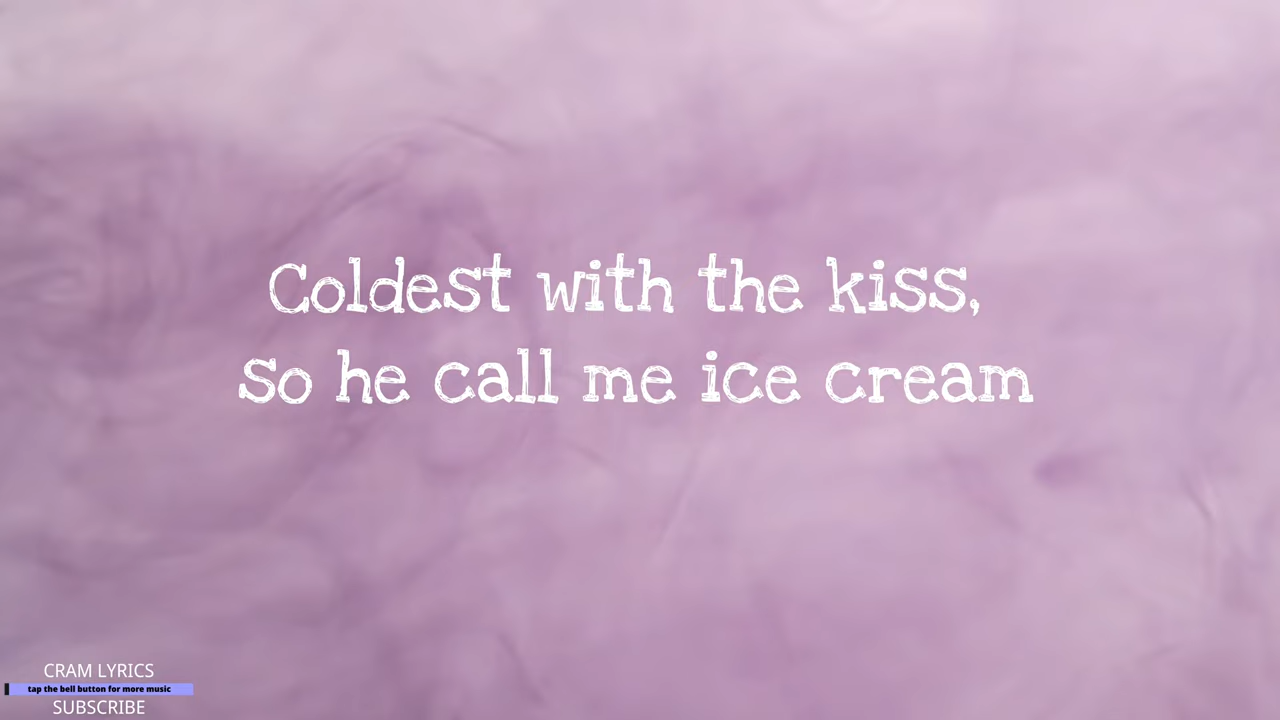 Coldest with the kiss,
so he call me ice cream
CRAM LYRICS
tap the bell button for more music
SUBSCRIBE